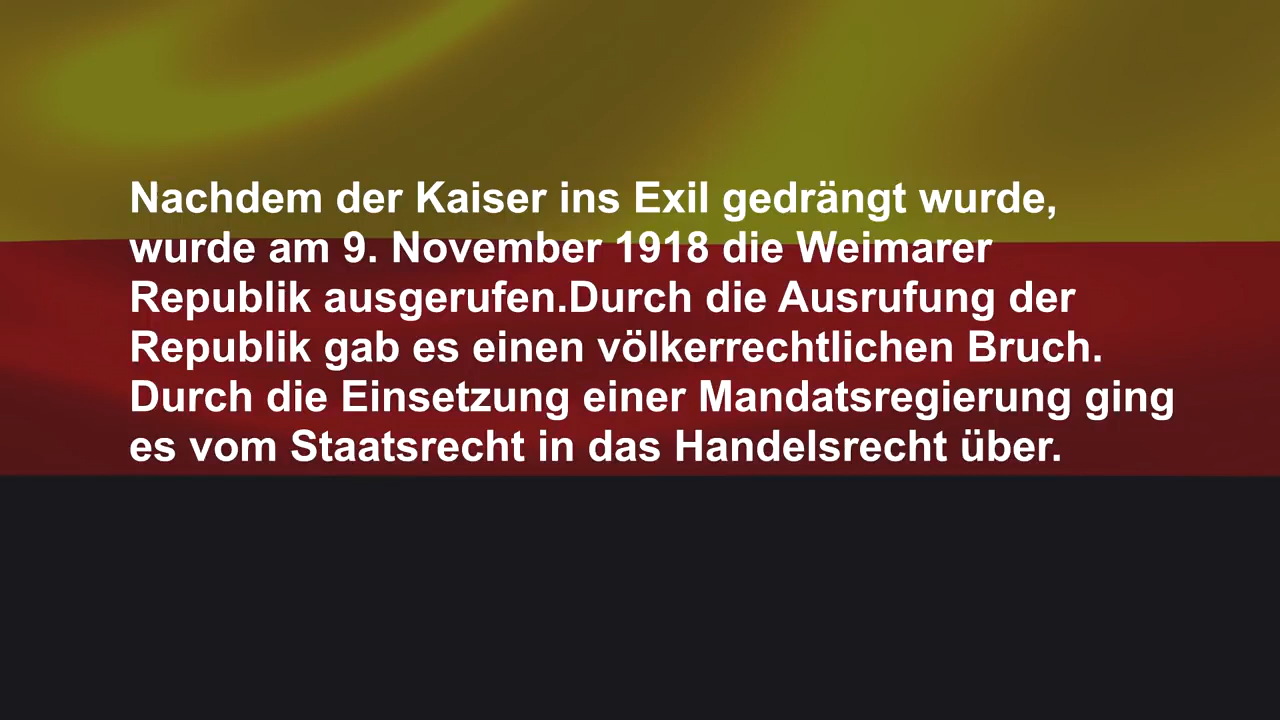 Nachdem der Kaiser ins Exil gedrängt wurde,
wurde am 9. November 1918 die Weimarer
Republik ausgerufen.Durch die Ausrufung der
Republik gab es einen völkerrechtlichen Bruch.
Durch die Einsetzung einer Mandatsregierung ging
es vom Staatsrecht in das Handelsrecht über.